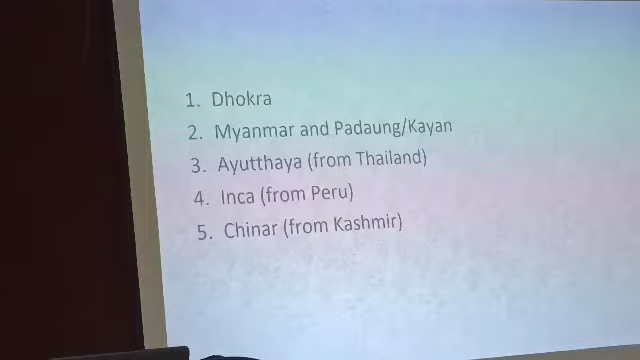 1. Dhokra
2. Myanmar and Padaung/Kayan
3. Ayutthaya (from Thailand)
4. Inca (from Peru)
5. Chinar (from Kashmir)